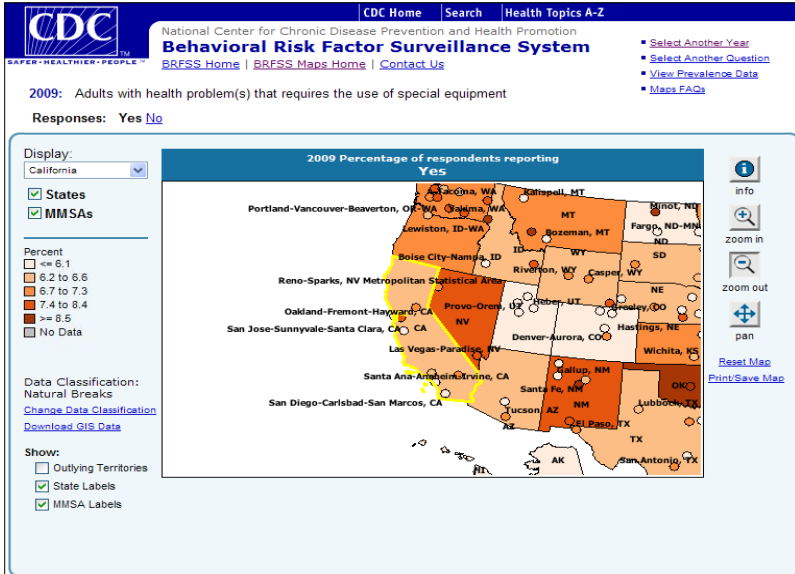 CDC Home Search Health Topics A-Z
CDC
TM
SAFER·HEALTHIER·PEOPLE™
National Center for Chronic Disease Prevention and Health Promotion
Behavioral Risk Factor Surveillance System
BRFSS Home | BRFSS Maps Home | Contact Us
Select Another Year
Select Another Question
View Prevalence Data
Maps FAQs
2009: Adults with health problem(s) that requires the use of special equipment
Responses: Yes No
Display:
California
States
MMSAs
Percent
<= 6.1
6.2 to 6.6
6.7 to 7.3
7.4 to 8.4
>= 8.5
No Data
Data Classification:
Natural Breaks
Change Data Classification
Download GIS Data
Show:
Outlying Territories
State Labels
MMSA Labels
2009 Percentage of respondents reporting
Yes
Tacoma, WA
Kalispell, MT
Portland-Vancouver-Beaverton, OR-WA
Yakima, WA
MT
Minot, ND
Lewiston, ID-WA
Bozeman, MT
Fargo, ND-MN
ND
Boise City-Nampa, ID
ID
WY
SD
Riverton, WY
Casper, WY
Reno-Sparks, NV Metropolitan Statistical Area
NE
Provo-Orem, UT
Heber, UT
Greeley, CO
Oakland-Fremont-Hayward, CA
NV
Hastings, NE
San Jose-Sunnyvale-Santa Clara, CA
CA
Denver-Aurora, CO
Las Vegas-Paradise, NV
Wichita, KS
Gallup, NM
Santa Ana-Anaheim-Irvine, CA
Santa Fe, NM
OK
San Diego-Carlsbad-San Marcos, CA
NM
Lubbock, TX
Tucson, AZ
AZ
El Paso, TX
TX
AK
San Antonio, TX
HI
info
zoom in
zoom out
pan
Reset Map
Print/Save Map